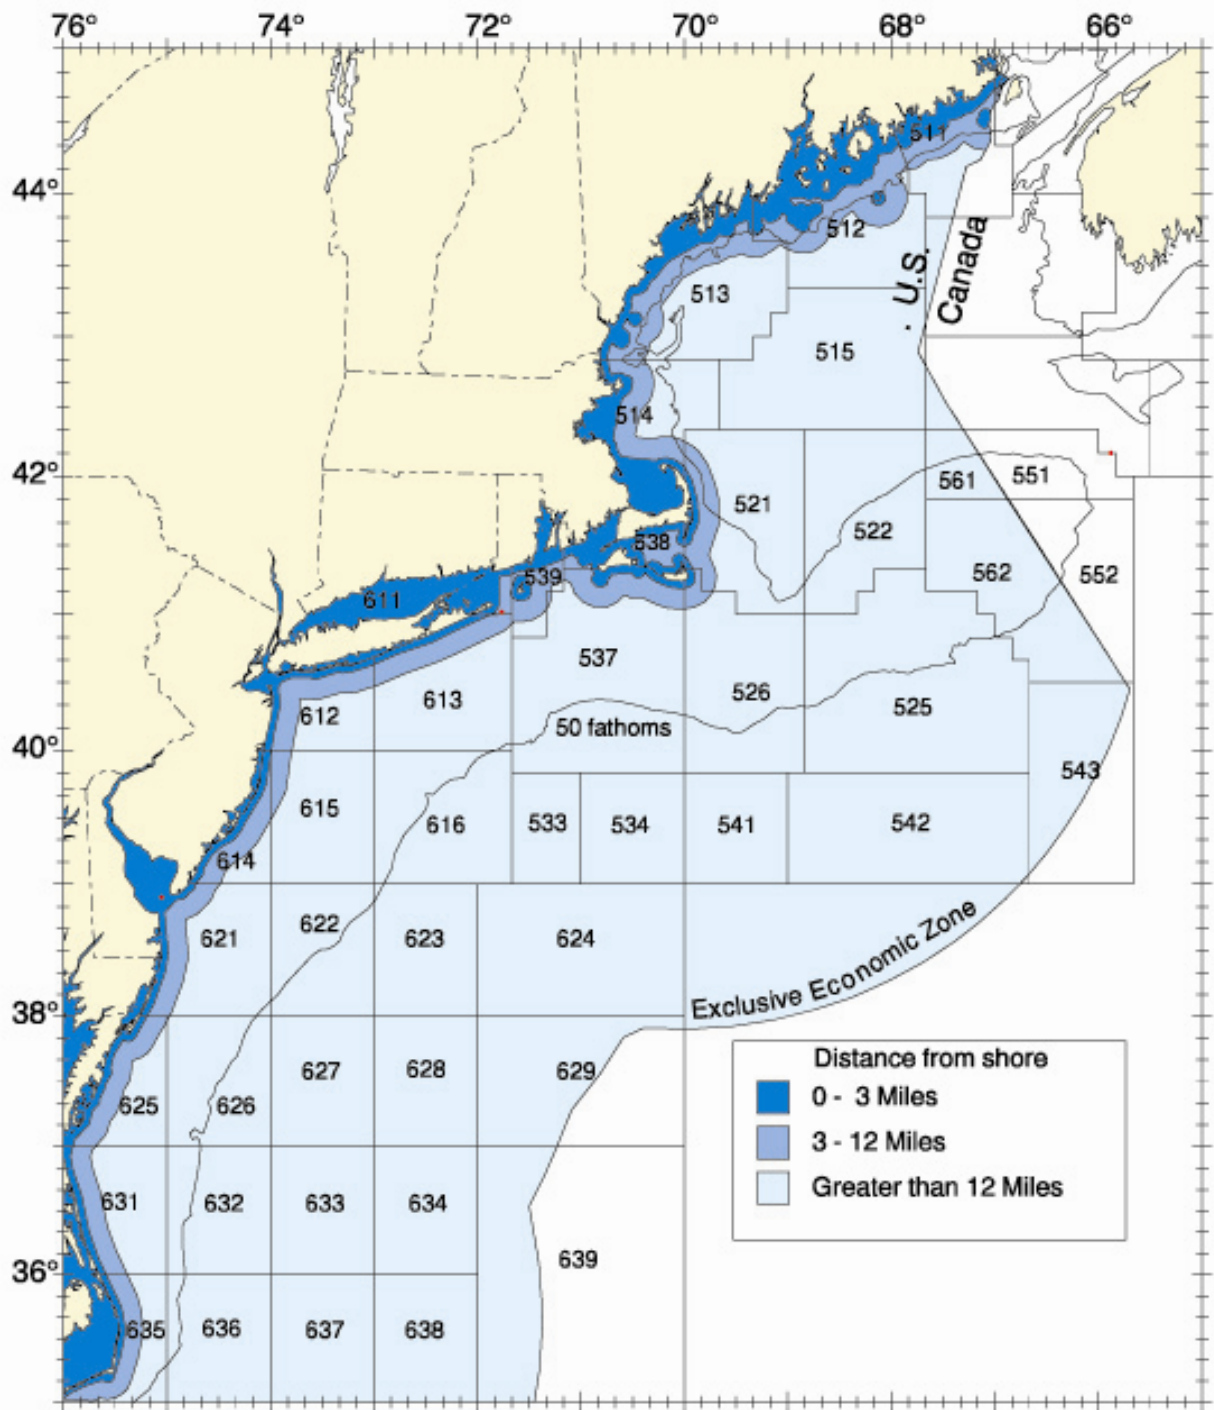 76° 74° 72° 70° 68° 66°
511
44°
512
U.S.
Canada
513
515
514
42°
561 551
521
522
538
562 552
539
611
537
526
613
525
612
50 fathoms
40°
543
615
616 533 534 541 542
614
622
621 623 624
Exclusive Economic Zone
38°
Distance from shore
627 628 629
0 - 3 Miles
625 626
3 - 12 Miles
Greater than 12 Miles
631 632 633 634
639
36°
635 636 637 638